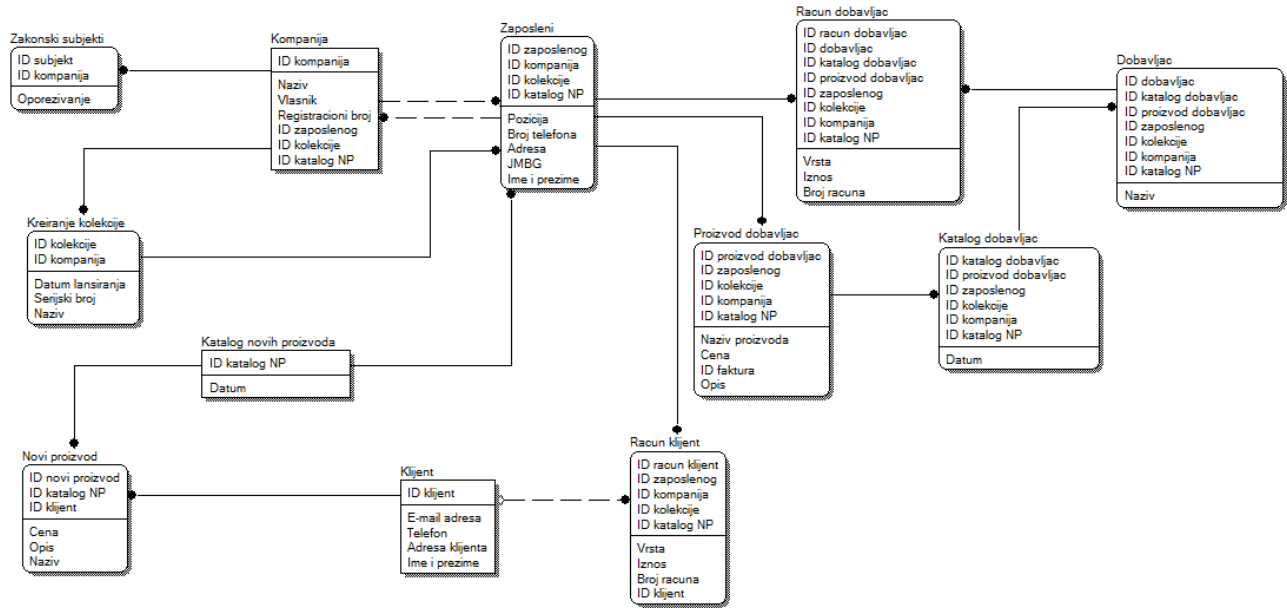 Zakonski subjekti
ID subjekt
ID kompanija
Oporezivanje
Kompanija
ID kompanija
Naziv
Vlasnik
Registracioni broj
ID zaposlenog
ID kolekcije
ID katalog NP
Zaposleni
ID zaposlenog
ID kompanija
ID kolekcije
ID katalog NP
Pozicija
Broj telefona
Adresa
JMBG
Ime i prezime
Racun dobavljac
ID racun dobavljac
ID dobavljac
ID katalog dobavljac
ID proizvod dobavljac
ID zaposlenog
ID kolekcije
ID kompanija
ID katalog NP
Vrsta
Iznos
Broj racuna
Dobavljac
ID dobavljac
ID katalog dobavljac
ID proizvod dobavljac
ID zaposlenog
ID kolekcije
ID kompanija
ID katalog NP
Naziv
Kreiranje kolekcije
ID kolekcije
ID kompanija
Datum lansiranja
Serijski broj
Naziv
Proizvod dobavljac
ID proizvod dobavljac
ID zaposlenog
ID kolekcije
ID kompanija
ID katalog NP
Naziv proizvoda
Cena
ID faktura
Opis
Katalog dobavljac
ID katalog dobavljac
ID proizvod dobavljac
ID zaposlenog
ID kolekcije
ID kompanija
ID katalog NP
Datum
Katalog novih proizvoda
ID katalog NP
Datum
Novi proizvod
ID novi proizvod
ID katalog NP
ID klijent
Cena
Opis
Naziv
Klijent
ID klijent
E-mail adresa
Telefon
Adresa klijenta
Ime i prezime
Racun klijent
ID racun klijent
ID zaposlenog
ID kompanija
ID kolekcije
ID katalog NP
Vrsta
Iznos
Broj racuna
ID klijent